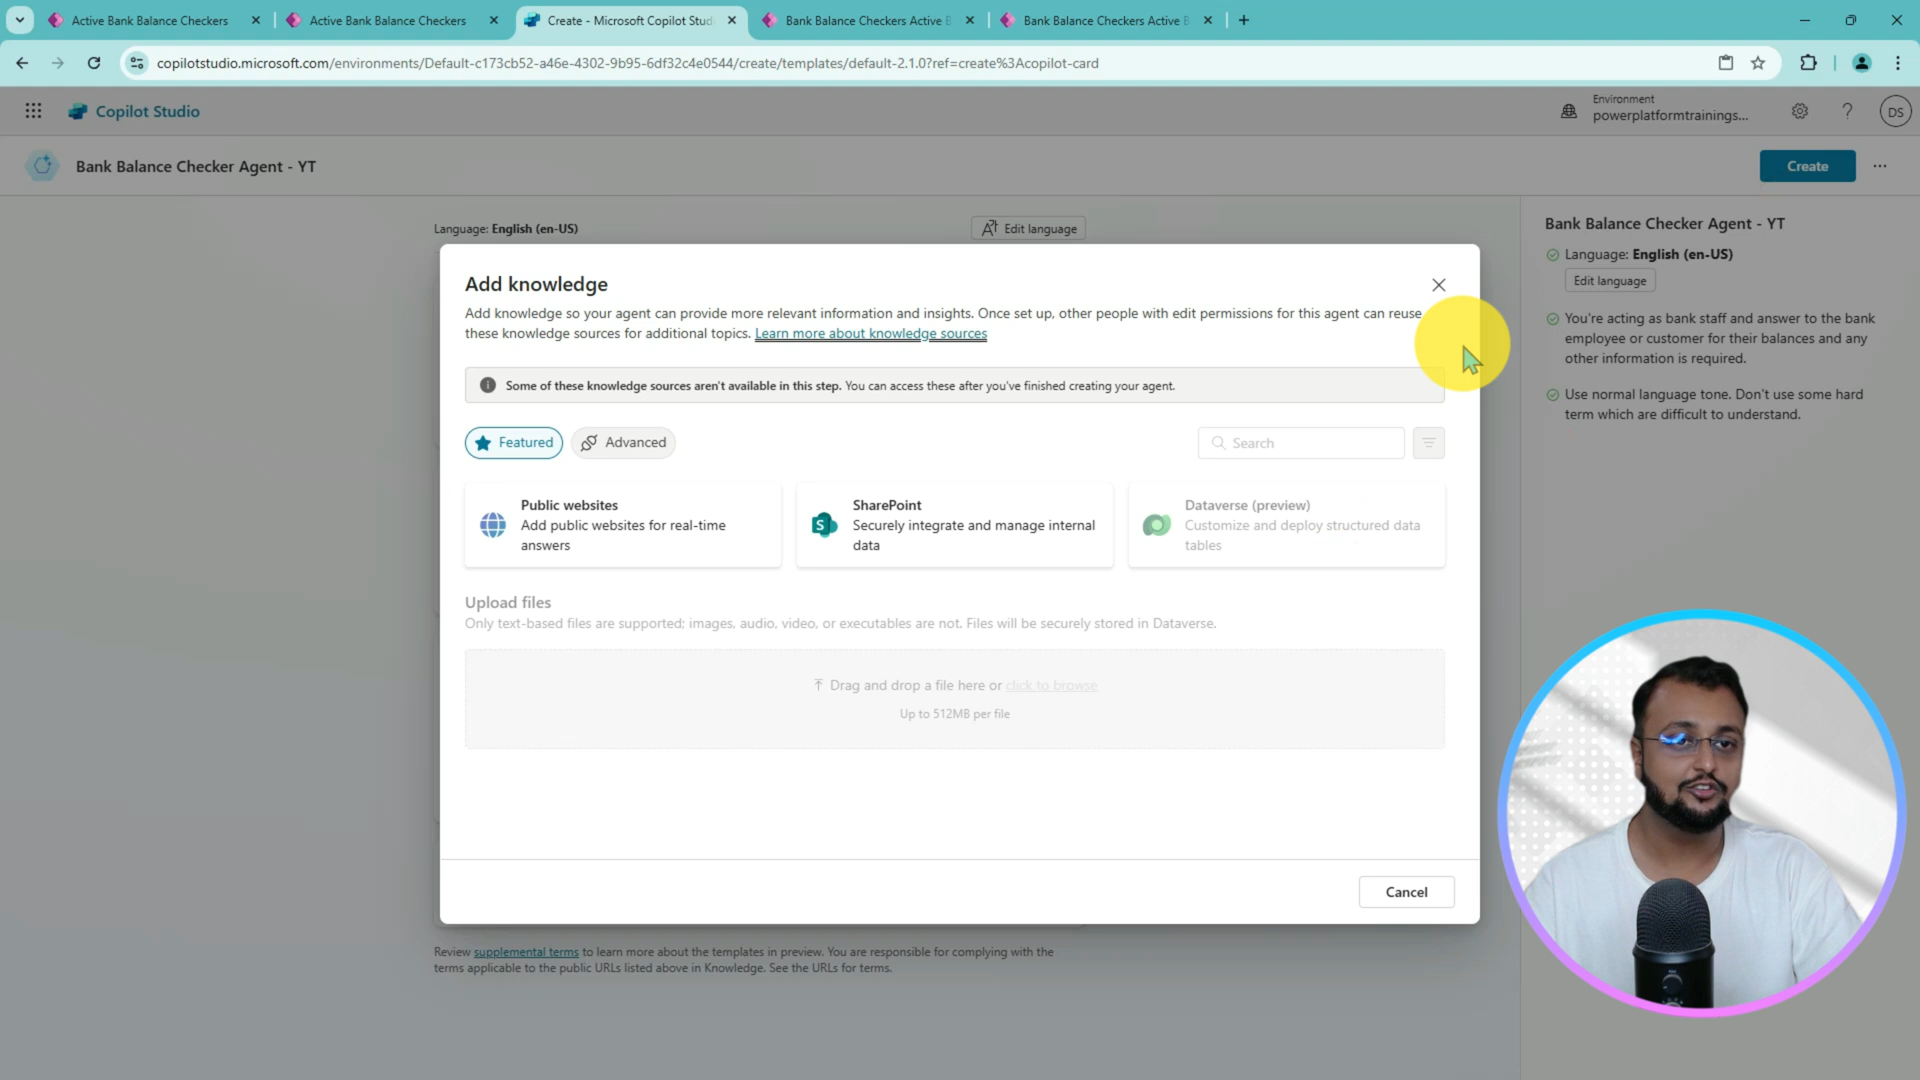 Active Bank Balance Checkers
Active Bank Balance Checkers
Create - Microsoft Copilot Stud
Bank Balance Checkers Active B
Bank Balance Checkers Active B
copilotstudio.microsoft.com/environments/Default-c173cb52-a46e-4302-9b95-6df32c4e0544/create/templates/default-2.1.0?ref=create%3Acopilot-card
Copilot Studio
Environment
powerplatformtrainings...
DS
Bank Balance Checker Agent - YT
Create
Language: English (en-US)
Edit language
Add knowledge
Add knowledge so your agent can provide more relevant information and insights. Once set up, other people with edit permissions for this agent can reuse
these knowledge sources for additional topics. Learn more about knowledge sources
Some of these knowledge sources aren't available in this step. You can access these after you've finished creating your agent.
Featured
Advanced
Search
Public websites
Add public websites for real-time
answers
SharePoint
Securely integrate and manage internal
data
Dataverse (preview)
Customize and deploy structured data
tables
Upload files
Only text-based files are supported; images, audio, video, or executables are not. Files will be securely stored in Dataverse.
Drag and drop a file here or click to browse
Up to 512MB per file
Cancel
Review supplemental terms to learn more about the templates in preview. You are responsible for complying with the
terms applicable to the public URLs listed above in Knowledge. See the URLs for terms.
Bank Balance Checker Agent - YT
Language: English (en-US)
Edit language
You're acting as bank staff and answer to the bank
employee or customer for their balances and any
other information is required.
Use normal language tone. Don't use some hard
term which are difficult to understand.